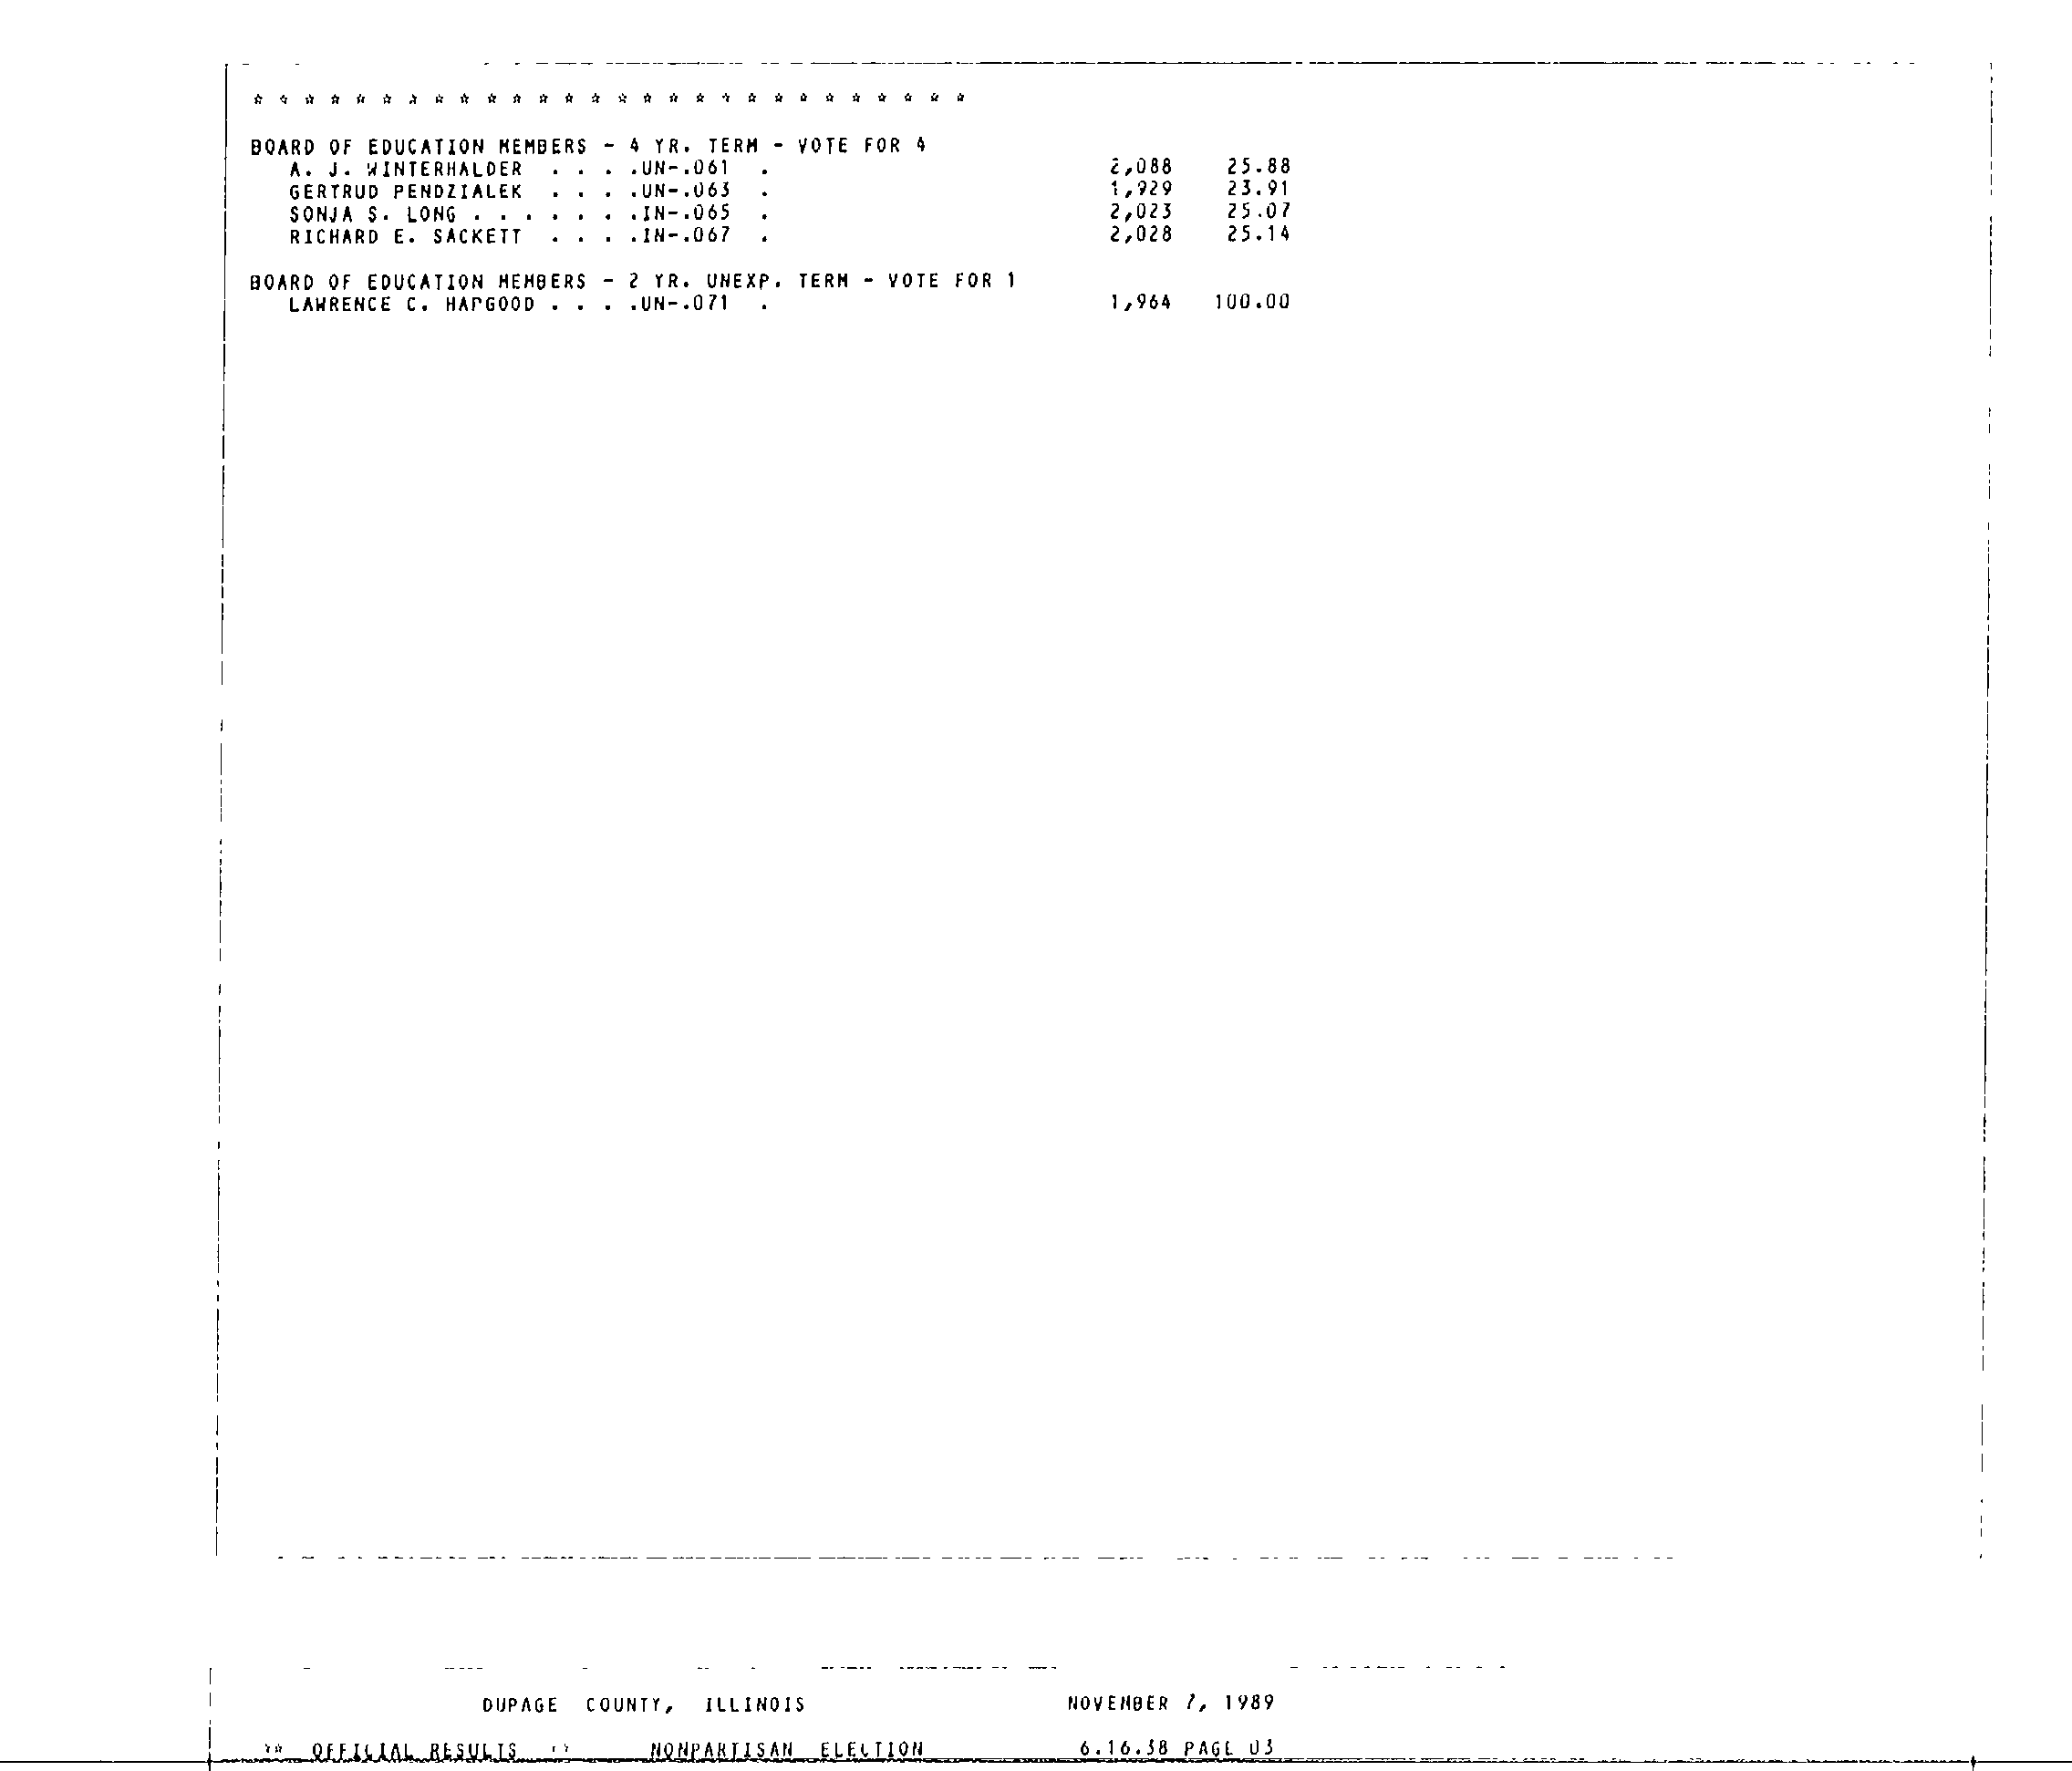 * * * * * * * * * * * * * * * * * * * * * * * * * * * *
BOARD OF EDUCATION MEMBERS - 4 YR. TERM - VOTE FOR 4
A. J. WINTERHALDER . . . .UN-.061 . 2,088 25.88
GERTRUD PENDZIALEK . . . .UN-.063 . 1,929 23.91
SONJA S. LONG . . . . . . .IN-.065 . 2,023 25.07
RICHARD E. SACKETT . . . .IN-.067 . 2,028 25.14
BOARD OF EDUCATION MEMBERS - 2 YR. UNEXP. TERM - VOTE FOR 1
LAWRENCE C. HAPGOOD . . . .UN-.071 . 1,964 100.00
DUPAGE COUNTY, ILLINOIS NOVEMBER 7, 1989
** OFFICIAL RESULTS ** NONPARTISAN ELECTION 6.16.38 PAGE 03